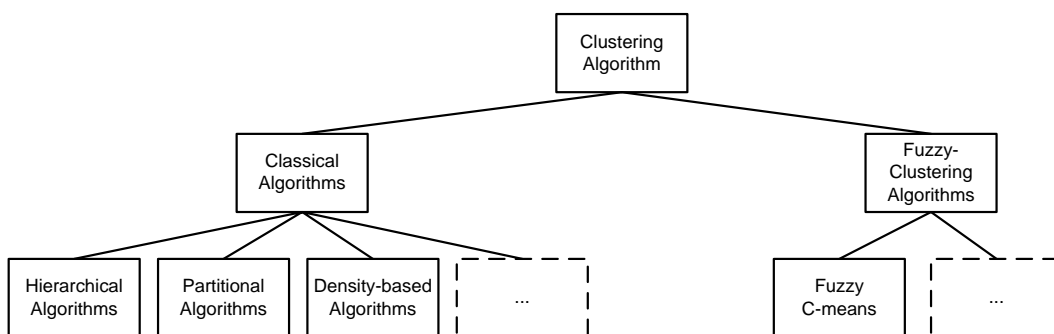 Clustering
Algorithm
Classical
Algorithms
Fuzzy-
Clustering
Algorithms
Hierarchical
Algorithms
Partitional
Algorithms
Density-based
Algorithms
...
Fuzzy
C-means
...